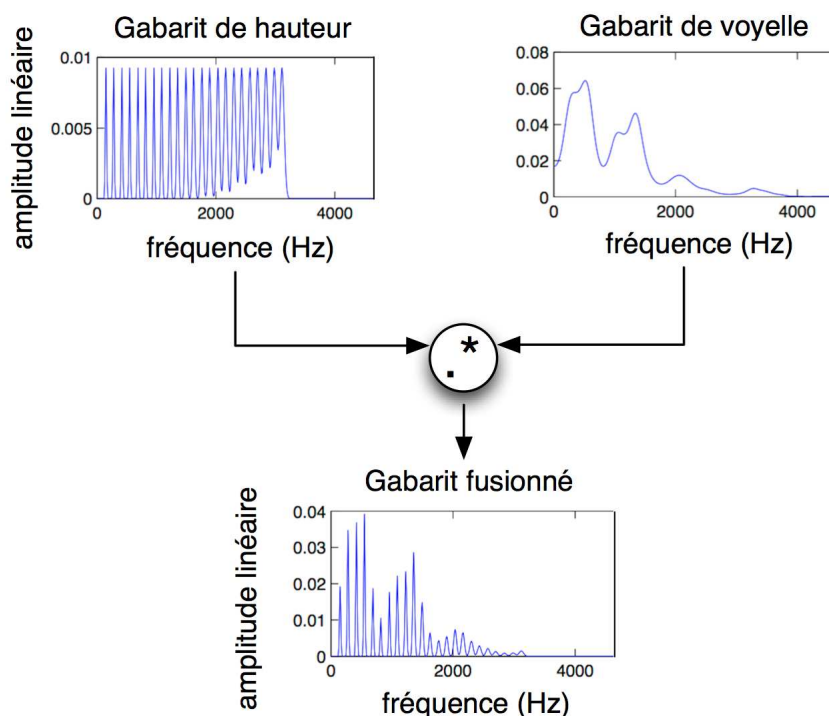 Gabarit de hauteur
amplitude linéaire
0.01
0.005
0
0 2000 4000
fréquence (Hz)
Gabarit de voyelle
0.08
0.06
0.04
0.02
0
0 2000 4000
fréquence (Hz)
.*
Gabarit fusionné
amplitude linéaire
0.04
0.03
0.02
0.01
0
0 2000 4000
fréquence (Hz)